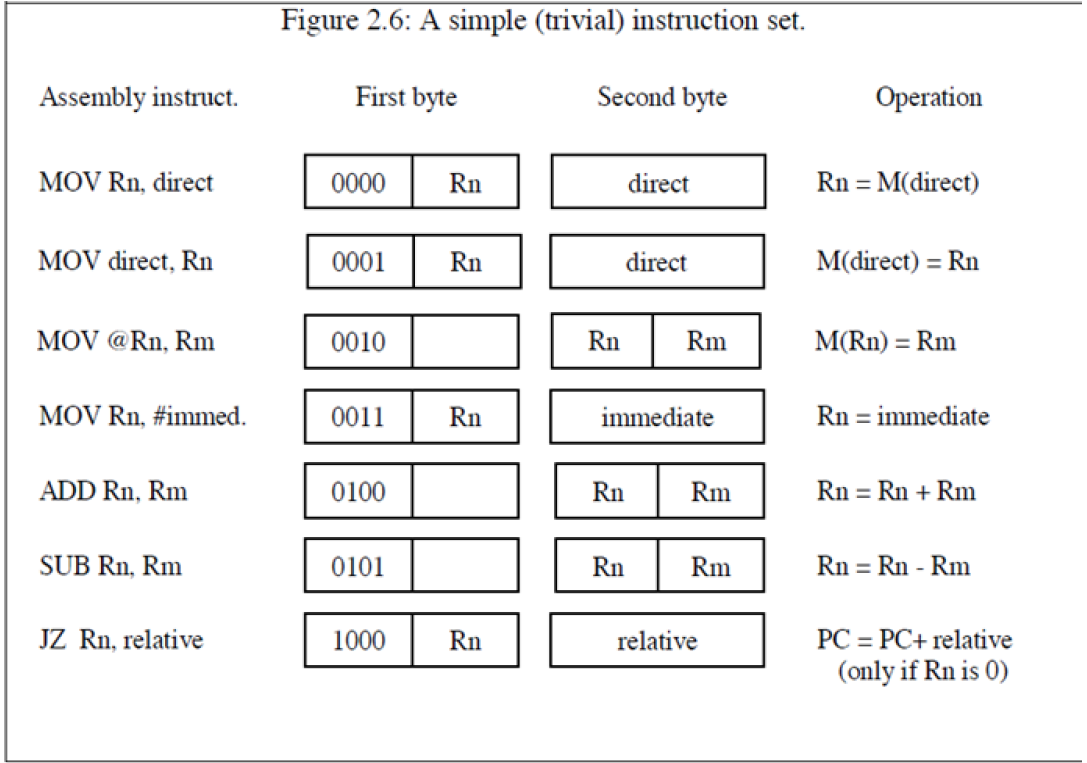 Figure 2.6: A simple (trivial) instruction set.
Assembly instruct. First byte Second byte Operation
MOV Rn, direct 0000 Rn direct Rn = M(direct)
MOV direct, Rn 0001 Rn direct M(direct) = Rn
MOV @Rn, Rm 0010 Rn Rm M(Rn) = Rm
MOV Rn, #immed. 0011 Rn immediate Rn = immediate
ADD Rn, Rm 0100 Rn Rm Rn = Rn + Rm
SUB Rn, Rm 0101 Rn Rm Rn = Rn - Rm
JZ Rn, relative 1000 Rn relative PC = PC+ relative
(only if Rn is 0)